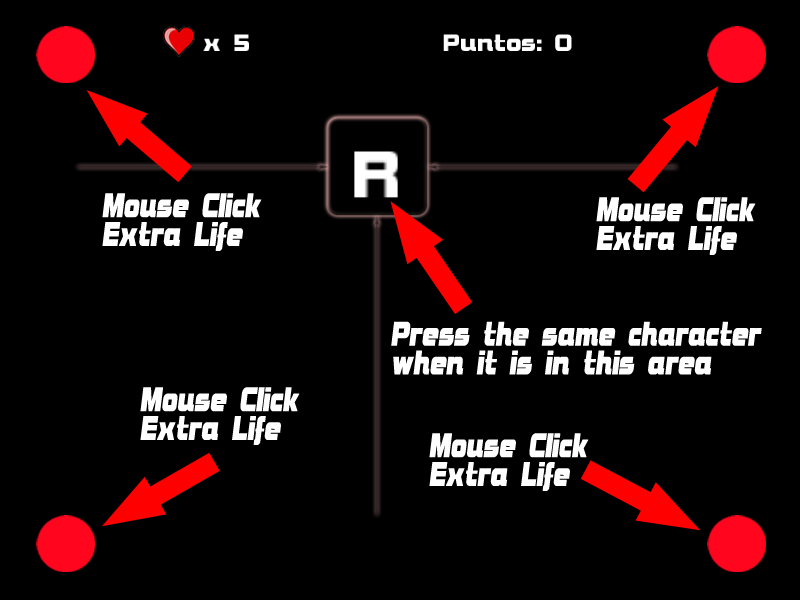 x 5
Puntos: 0
R
Mouse Click
Extra Life
Mouse Click
Extra Life
Press the same character
when it is in this area
Mouse Click
Extra Life
Mouse Click
Extra Life